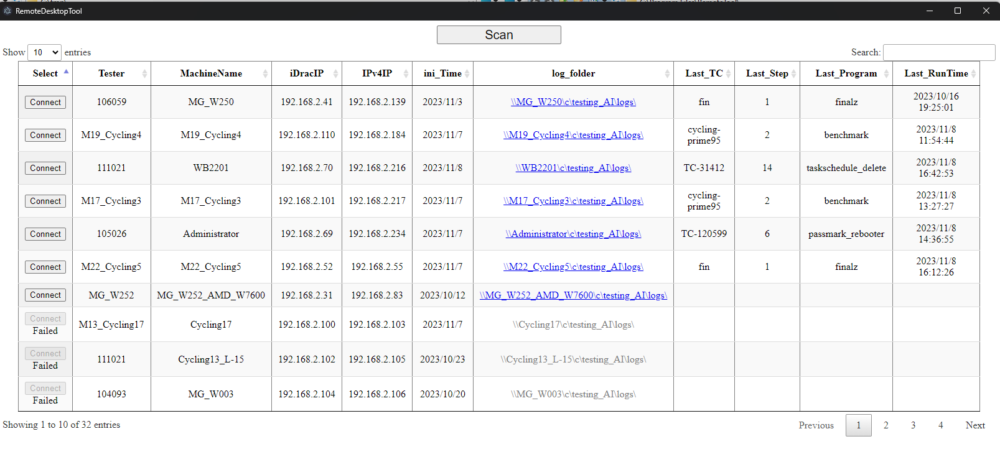 RemoteDesktopTool
Scan
Show 10 entries Search:
Select Tester MachineName iDracIP IPv4IP ini_Time log_folder Last_TC Last_Step Last_Program Last_RunTime
Connect 106059 MG_W250 192.168.2.41 192.168.2.139 2023/11/3 \\MG_W250\c\testing_AI\logs\ fin 1 finalz 2023/10/16
19:25:01
Connect M19_Cycling4 M19_Cycling4 192.168.2.110 192.168.2.184 2023/11/7 \\M19_Cycling4\c\testing_AI\logs\ cycling- 2 benchmark 2023/11/8
prime95 11:54:44
Connect 111021 WB2201 192.168.2.70 192.168.2.216 2023/11/8 \\WB2201\c\testing_AI\logs\ TC-31412 14 taskschedule_delete 2023/11/8
16:42:53
Connect M17_Cycling3 M17_Cycling3 192.168.2.101 192.168.2.217 2023/11/7 \\M17_Cycling3\c\testing_AI\logs\ cycling- 2 benchmark 2023/11/8
prime95 13:27:27
Connect 105026 Administrator 192.168.2.69 192.168.2.234 2023/11/7 \\Administrator\c\testing_AI\logs\ TC-120599 6 passmark_rebooter 2023/11/8
14:36:55
Connect M22_Cycling5 M22_Cycling5 192.168.2.52 192.168.2.55 2023/11/7 \\M22_Cycling5\c\testing_AI\logs\ fin 1 finalz 2023/11/8
16:12:26
Connect MG_W252 MG_W252_AMD_W7600 192.168.2.31 192.168.2.83 2023/10/12 \\MG_W252_AMD_W7600\c\testing_AI\logs\
Connect M13_Cycling17 Cycling17 192.168.2.100 192.168.2.103 2023/11/7 \\Cycling17\c\testing_AI\logs\
Failed
Connect 111021 Cycling13_L-15 192.168.2.102 192.168.2.105 2023/10/23 \\Cycling13_L-15\c\testing_AI\logs\
Failed
Connect 104093 MG_W003 192.168.2.104 192.168.2.106 2023/10/20 \\MG_W003\c\testing_AI\logs\
Failed
Showing 1 to 10 of 32 entries Previous 1 2 3 4 Next